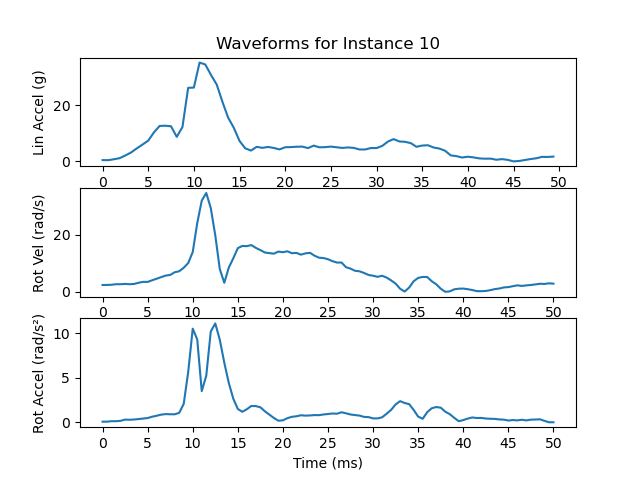 Waveforms for Instance 10
Lin Accel (g)
20
0
0 5 10 15 20 25 30 35 40 45 50
Rot Vel (rad/s)
20
0
0 5 10 15 20 25 30 35 40 45 50
Rot Accel (rad/s²)
10
5
0
0 5 10 15 20 25 30 35 40 45 50
Time (ms)